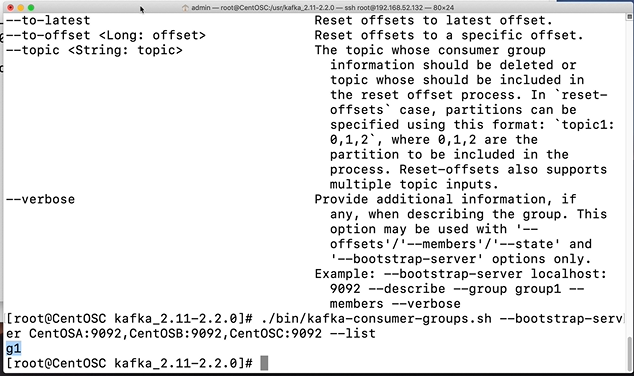 admin — root@CentOSC:/usr/kafka_2.11-2.2.0 — ssh root@192.168.52.132 — 80×24
--to-latest Reset offsets to latest offset.
--to-offset <Long: offset> Reset offsets to a specific offset.
--topic <String: topic> The topic whose consumer group
information should be deleted or
topic whose should be included in
the reset offset process. In `reset-
offsets` case, partitions can be
specified using this format: `topic1:
0,1,2`, where 0,1,2 are the
partition to be included in the
process. Reset-offsets also supports
multiple topic inputs.
--verbose Provide additional information, if
any, when describing the group. This
option may be used with '--
offsets'/'--members'/'--state' and
'--bootstrap-server' options only.
Example: --bootstrap-server localhost:
9092 --describe --group group1 --
members --verbose
[root@CentOSC kafka_2.11-2.2.0]# ./bin/kafka-consumer-groups.sh --bootstrap-serv
er CentOSA:9092,CentOSB:9092,CentOSC:9092 --list
g1
[root@CentOSC kafka_2.11-2.2.0]#